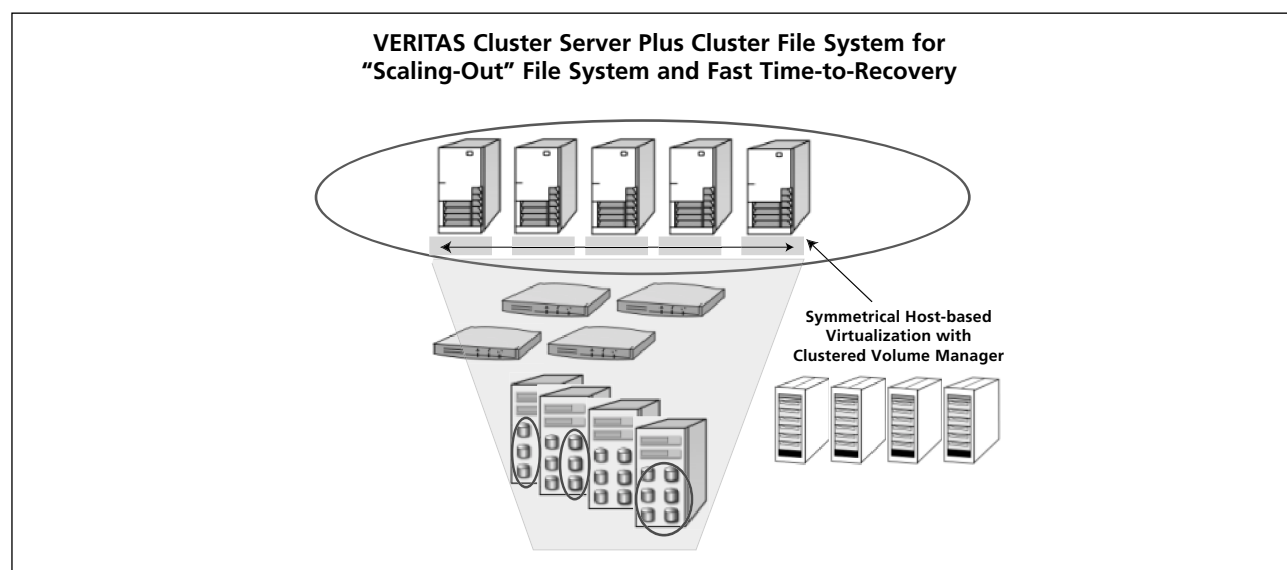 VERITAS Cluster Server Plus Cluster File System for
“Scaling-Out” File System and Fast Time-to-Recovery
Symmetrical Host-based
Virtualization with
Clustered Volume Manager